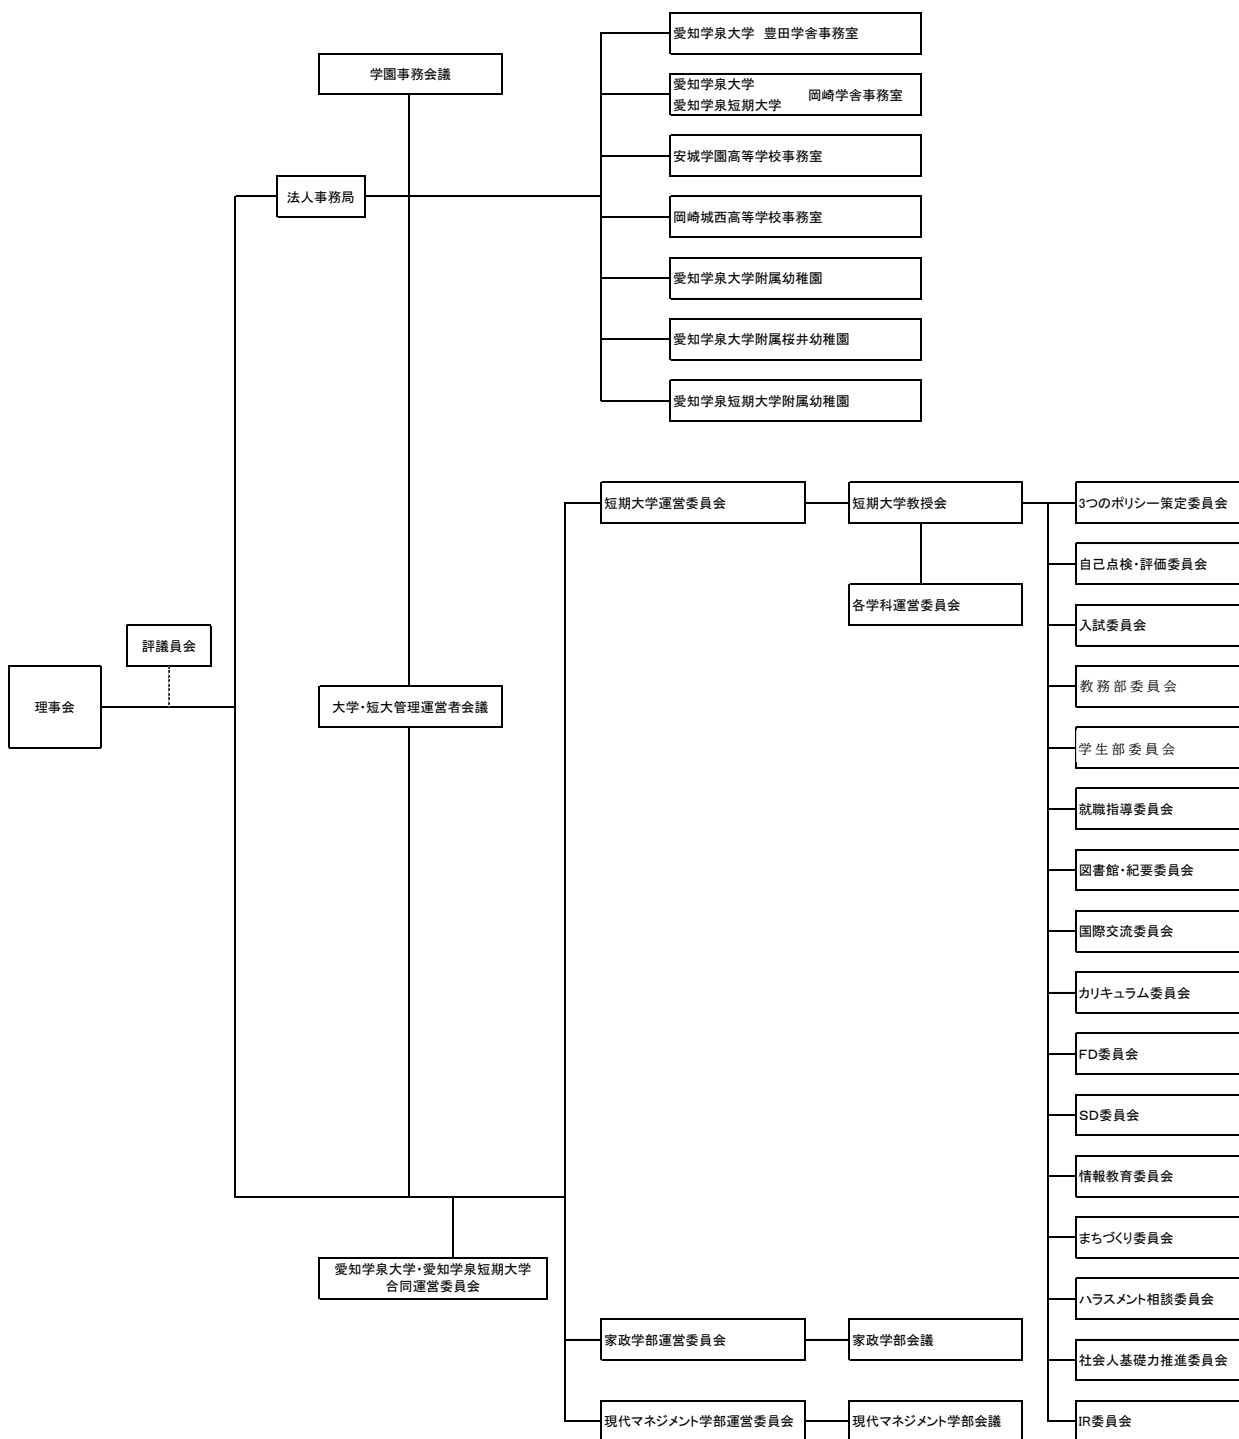 愛知学泉大学 豊田学舎事務室
学園事務会議
愛知学泉大学
愛知学泉短期大学
岡崎学舎事務室
安城学園高等学校事務室
法人事務局
岡崎城西高等学校事務室
愛知学泉大学附属幼稚園
愛知学泉大学附属桜井幼稚園
愛知学泉短期大学附属幼稚園
短期大学運営委員会
短期大学教授会
3つのポリシー策定委員会
自己点検・評価委員会
各学科運営委員会
入試委員会
評議員会
教務部委員会
理事会
大学・短大管理運営者会議
学生部委員会
就職指導委員会
図書館・紀要委員会
国際交流委員会
カリキュラム委員会
FD委員会
SD委員会
情報教育委員会
まちづくり委員会
愛知学泉大学・愛知学泉短期大学
合同運営委員会
ハラスメント相談委員会
家政学部運営委員会
家政学部会議
社会人基礎力推進委員会
現代マネジメント学部運営委員会
現代マネジメント学部会議
IR委員会